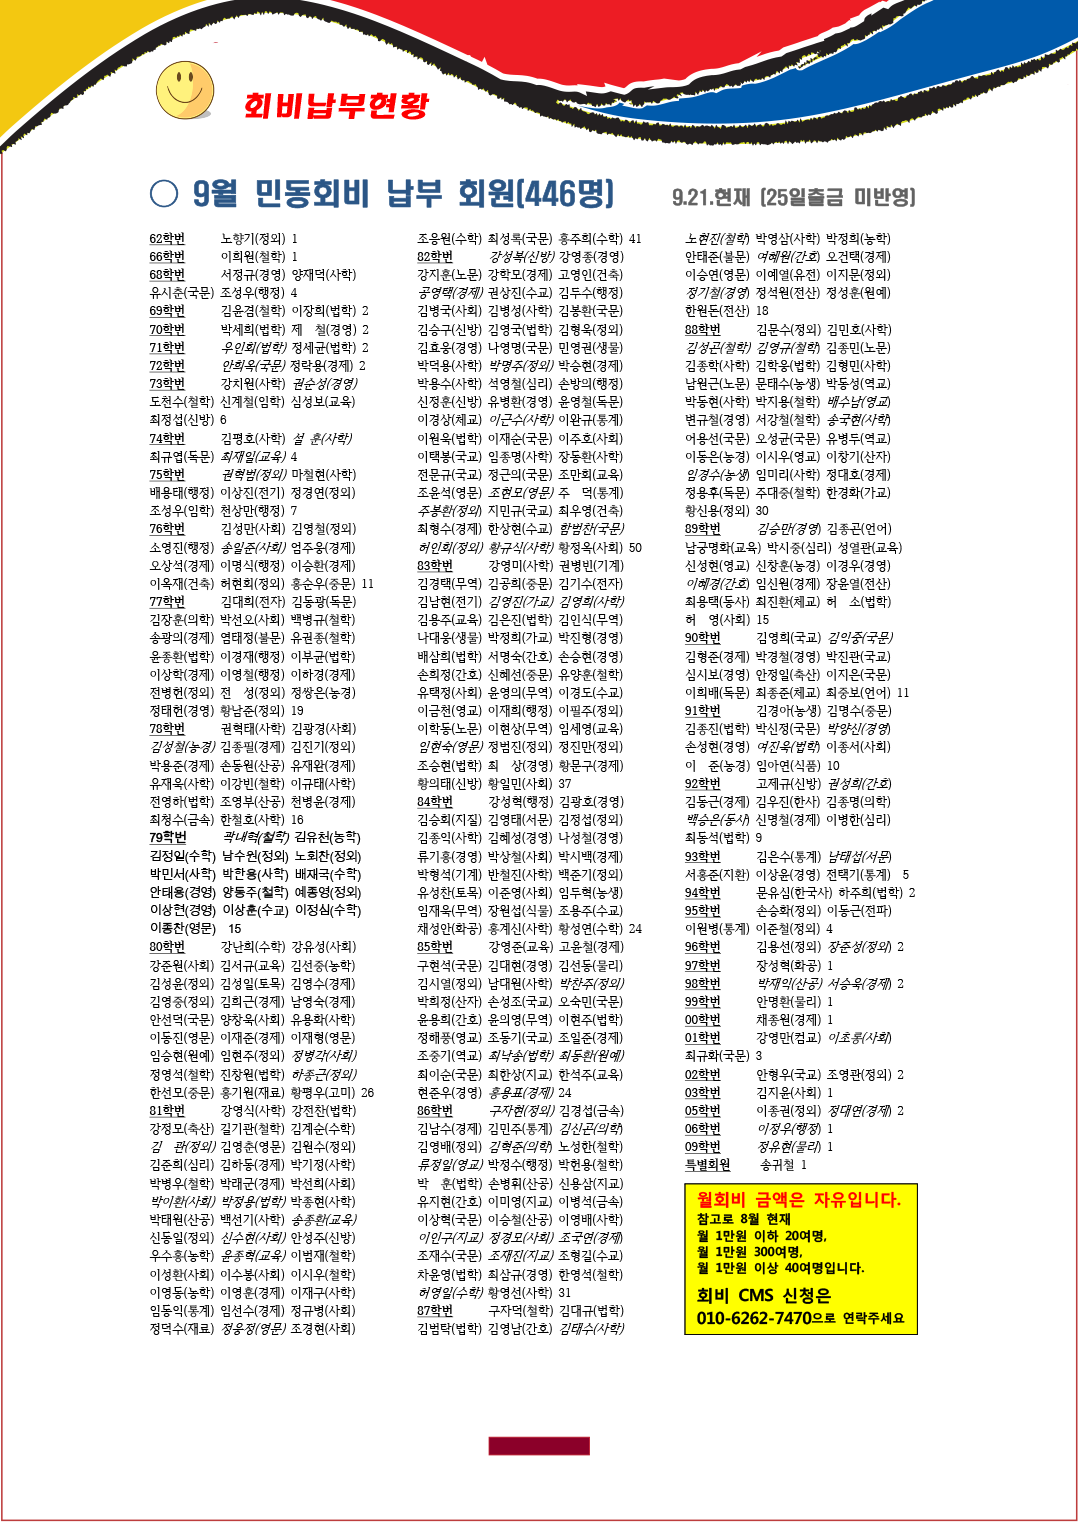 회비납부현황
○ 9월 민동회비 납부 회원(446명)
9.21.현재 (25일출금 미반영)
62학번 노향기(정외) 1
66학번 이희원(철학) 1
68학번 서정규(경영) 양재덕(사학)
유시춘(국문) 조성우(행정) 4
69학번 김윤겸(철학) 이장희(법학) 2
70학번 박세희(법학) 제 철(경영) 2
71학번 우인회(법학) 정세균(법학) 2
72학번 안희욱(국문) 정탁용(경제) 2
73학번 강치원(사학) 권순성(경영)
도천수(철학) 신계철(임학) 심성보(교육)
최정섭(신방) 6
74학번 김평호(사학) 설 훈(사학)
최규엽(독문) 최재일(교육) 4
75학번 권혁범(정외) 마철현(사학)
배용태(행정) 이상진(전기) 정경연(정외)
조성우(임학) 천상만(행정) 7
76학번 김성만(사회) 김영철(정외)
소영진(행정) 송일준(사회) 엄주웅(경제)
오상석(경제) 이명식(행정) 이승환(경제)
이옥재(건축) 허현회(정외) 홍순우(중문) 11
77학번 김대희(전자) 김동광(독문)
김장훈(의학) 박선오(사회) 백병규(철학)
송광의(경제) 염태정(불문) 유권종(철학)
윤종환(법학) 이경재(행정) 이부균(법학)
이상학(경제) 이영철(행정) 이하경(경제)
전병헌(정외) 전 성(정외) 정쌍은(농경)
정태헌(경영) 황남준(정외) 19
78학번 권혁태(사학) 김광경(사회)
김성철(농경) 김종필(경제) 김진기(정외)
박용준(경제) 손동원(산공) 유재완(경제)
유재욱(사학) 이강빈(철학) 이규태(사학)
전영하(법학) 조영부(산공) 천병윤(경제)
최청수(금속) 한철호(사학) 16
79학번 곽내혁(철학) 김유천(농학)
김정일(수학) 남수원(정외) 노회찬(정외)
박민서(사학) 박찬흥(사학) 배재국(수학)
안태용(경영) 양동주(철학) 예종영(정외)
이상현(경영) 이상훈(수교) 이정심(수학)
이종찬(영문) 15
80학번 강난희(수학) 강유성(사회)
강준원(사회) 김서규(교육) 김선중(농학)
김성윤(정외) 김성일(토목) 김영수(경제)
김영중(정외) 김희근(경제) 남영숙(경제)
안선덕(국문) 양창욱(사회) 유용화(사학)
이동진(영문) 이재준(경제) 이재형(영문)
임승현(원예) 임현주(정외) 정병각(사회)
정영석(철학) 진장원(법학) 하종근(정외)
한선모(중문) 홍기원(재료) 황평우(고미) 26
81학번 강영식(사학) 강전찬(법학)
강정모(축산) 길기관(철학) 김계순(수학)
김 관(정외) 김영춘(영문) 김원수(정외)
김준희(심리) 김하동(경제) 박기정(사학)
박병우(철학) 박래군(경제) 박선희(사회)
박이환(사회) 박정용(법학) 박종현(사학)
박태원(산공) 백선기(사학) 송종환(교육)
신동일(정외) 신수현(사회) 안성주(신방)
우수홍(농학) 윤종혁(교육) 이범재(철학)
이성환(사회) 이수봉(사회) 이시우(철학)
이영동(농학) 이영훈(경제) 이재구(사학)
임동익(통계) 임선수(경제) 정규병(사회)
정덕수(재료) 정웅정(영문) 조경현(사회)
조응원(수학) 최성록(국문) 홍주희(수학) 41
82학번 강성복(신방) 강영종(경영)
강지훈(노문) 강학모(경제) 고영인(건축)
공영택(경제) 권상진(수교) 김두수(행정)
김병국(사회) 김병성(사학) 김봉환(국문)
김승구(신방) 김영국(법학) 김형욱(정외)
김효웅(경영) 나영명(국문) 민영권(생물)
박덕용(사학) 박영주(정외) 박승현(경제)
박용수(사학) 석영철(심리) 손방의(행정)
신정훈(신방) 유병환(경영) 윤영철(독문)
이경상(체교) 이근수(사학) 이완규(통계)
이원욱(법학) 이재순(국문) 이주호(사회)
이택봉(국교) 임종명(사학) 장동환(사학)
전문규(국교) 정근의(국문) 조만회(교육)
조윤석(영문) 조현모(영문) 주 덕(통계)
주봉환(정외) 지민규(국교) 최우영(건축)
최형수(경제) 한상현(수교) 함범찬(국문)
허인회(정외) 황규식(사학) 황정옥(사회) 50
83학번 강영미(사학) 권병빈(기계)
김경택(무역) 김공희(중문) 김기수(전자)
김남현(전기) 김영진(가교) 김영희(사학)
김용주(교육) 김은진(법학) 김인식(무역)
나대응(생물) 박정희(가교) 박진형(경영)
배삼희(법학) 서명숙(간호) 손승현(경영)
손희정(간호) 신혜선(중문) 유양훈(철학)
유택정(사회) 윤영의(무역) 이경도(수교)
이금천(영교) 이재희(행정) 이필주(정외)
이학동(노문) 이현상(무역) 임세영(교육)
임현숙(영문) 정범진(정외) 정진만(정외)
조승현(법학) 최 상(경영) 황문구(경제)
황의태(신방) 황일민(사회) 37
84학번 강성혁(행정) 김광호(경영)
김승회(지질) 김영태(서문) 김정섭(정외)
김종익(사학) 김혜성(경영) 나성철(경영)
류기홍(경영) 박상철(사회) 박시백(경제)
박형석(기계) 반철진(사학) 백준기(정외)
유성찬(토목) 이준영(사회) 임두혁(농생)
임재욱(무역) 장원섭(식물) 조용주(수교)
채성안(화공) 홍계신(사학) 황성연(수학) 24
85학번 강영준(교육) 고윤철(경제)
구현석(국문) 김대현(경영) 김선동(물리)
김시열(정외) 남대원(사학) 박찬주(정외)
박희정(산자) 손성조(국교) 오숙민(국문)
윤용희(간호) 윤의영(무역) 이현주(법학)
정해풍(영교) 조동기(국교) 조일준(경제)
조중기(역교) 최낙송(법학) 최동환(원예)
최이순(국문) 최한상(지교) 한석주(교육)
현준우(경영) 홍용표(경제) 24
86학번 구자현(정외) 김경섭(금속)
김남수(경제) 김민주(통계) 김신곤(의학)
김영배(정외) 김혁준(의학) 노성한(철학)
류정일(영교) 박정수(행정) 박헌용(철학)
박 훈(법학) 손병휘(산공) 신용삼(지교)
유지현(간호) 이미영(지교) 이병석(금속)
이상혁(국문) 이승철(산공) 이영배(사학)
이인구(지교) 정경모(사회) 조국연(경제)
조재수(국문) 조재진(지교) 조형길(수교)
차윤영(법학) 최삼규(경영) 한영석(철학)
허영일(수학) 황영선(사학) 31
87학번 구자덕(철학) 김대규(법학)
김범탁(법학) 김영남(간호) 김태수(사학)
노현진(철학) 박영삼(사학) 박정희(농학)
안태준(불문) 여혜원(간호) 오건택(경제)
이승연(영문) 이예열(유전) 이지문(정외)
정기철(경영) 정석원(전산) 정성훈(원예)
한원돈(전산) 18
88학번 김문수(정외) 김민호(사학)
김성곤(철학) 김영규(철학) 김종민(노문)
김종학(사학) 김학웅(법학) 김형민(사학)
남원근(노문) 문태수(농생) 박동성(역교)
박동현(사학) 박지용(철학) 배수남(영교)
변규철(경영) 서강철(철학) 송국현(사학)
어용선(국문) 오성균(국문) 유병두(역교)
이동은(농경) 이시우(영교) 이창기(산자)
임경수(농생) 임미리(사학) 정대호(경제)
정용후(독문) 주대중(철학) 한경화(가교)
황신용(정외) 30
89학번 김승만(경영) 김종곤(언어)
남궁명화(교육) 박시중(심리) 성열관(교육)
신성현(영교) 신창훈(농경) 이경우(경영)
이혜경(간호) 임신원(경제) 장윤열(전산)
최용택(동사) 최진환(체교) 허 소(법학)
허 영(사회) 15
90학번 김영희(국교) 김익중(국문)
김형준(경제) 박경철(경영) 박진관(국교)
심시보(경영) 안정일(축산) 이지은(국문)
이희배(독문) 최종준(체교) 최중보(언어) 11
91학번 김경아(농생) 김명수(중문)
김종진(법학) 박신정(국문) 박양신(경영)
손성현(경영) 여진욱(법학) 이종서(사회)
이 준(농경) 임아연(식품) 10
92학번 고제규(신방) 권성희(간호)
김동근(경제) 김우진(한사) 김종명(의학)
백승은(동사) 신명철(경제) 이병한(심리)
최동석(법학) 9
93학번 김은수(통계) 남태섭(서문)
서홍준(지환) 이상윤(경영) 전택기(통계) 5
94학번 문유심(한국사) 하주희(법학) 2
95학번 손승화(정외) 이동근(전파)
이원병(통계) 이준철(정외) 4
96학번 김용선(정외) 장준성(정외) 2
97학번 장성혁(화공) 1
98학번 박재익(산공) 서승욱(경제) 2
99학번 안명환(물리) 1
00학번 채종원(경제) 1
01학번 강영만(컴교) 이초롱(사회)
최규화(국문) 3
02학번 안형우(국교) 조영관(정외) 2
03학번 김지윤(사회) 1
05학번 이종권(정외) 정대연(경제) 2
06학번 이정우(행정) 1
09학번 정유현(물리) 1
특별회원 송귀철 1
월회비 금액은 자유입니다.
참고로 8월 현재
월 1만원 이하 20여명,
월 1만원 300여명,
월 1만원 이상 40여명입니다.
회비 CMS 신청은
010-6262-7470으로 연락주세요